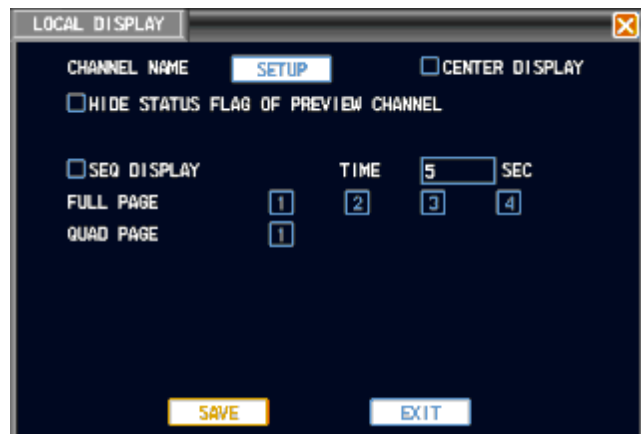 LOCAL DISPLAY
CHANNEL NAME SETUP CENTER DISPLAY
HIDE STATUS FLAG OF PREVIEW CHANNEL
SEQ DISPLAY TIME 5 SEC
FULL PAGE 1 2 3 4
QUAD PAGE 1
SAVE EXIT